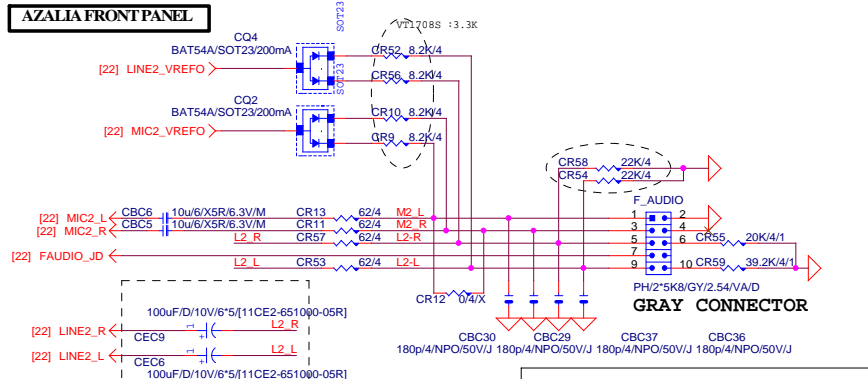 AZALIA FRONT PANEL
SOT23
VT1708S :3.3K
CQ4
BAT54A/SOT23/200mA
CR52 8.2K/4
[22] LINE2_VREFO
SOT23
CR56 8.2K/4
CQ2
BAT54A/SOT23/200mA
CR10 8.2K/4
[22] MIC2_VREFO
CR9 8.2K/4
CR58 22K/4
CR54 22K/4
F_AUDIO
[22] MIC2_L CBC6 10u/6/X5R/6.3V/M CR13 62/4 M2_L 1 2
[22] MIC2_R CBC5 10u/6/X5R/6.3V/M CR11 62/4 M2_R 3 4
L2_R CR57 62/4 L2-R 5 6 CR55 20K/4/1
[22] FAUDIO_JD 7
L2_L CR53 62/4 L2-L 9 10 CR59 39.2K/4/1
PH/2*5K8/GY/2.54/VA/D
CR12 0/4/X
GRAY CONNECTOR
100uF/D/10V/6*5/[11CE2-651000-05R]
[22] LINE2_R 1 + L2_R
CEC9
CBC30 CBC29 CBC37 CBC36
180p/4/NPO/50V/J 180p/4/NPO/50V/J 180p/4/NPO/50V/J 180p/4/NPO/50V/J
[22] LINE2_L 1 + L2_L
CEC6
100uF/D/10V/6*5/[11CE2-651000-05R]